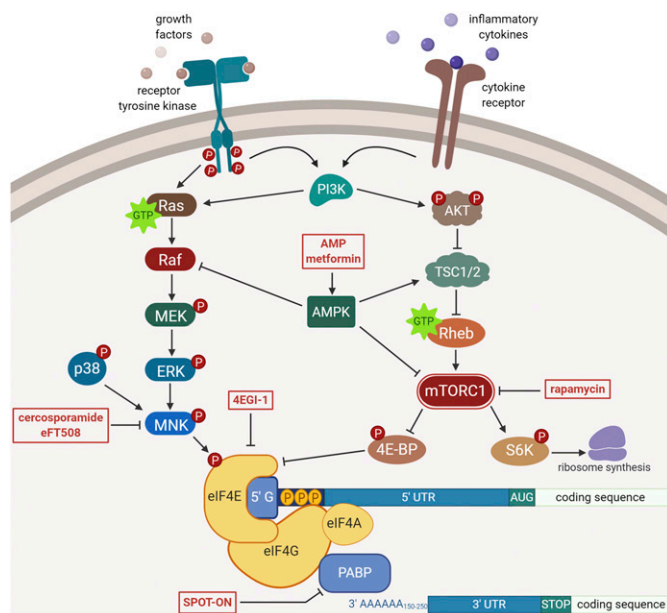 growth
factors
inflammatory
cytokines
receptor
tyrosine kinase
cytokine
receptor
P P
P P
PI3K
GTP
Ras
P P
AKT
AMP
metformin
Raf
TSC1/2
AMPK
MEK P
GTP
Rheb
p38 P
ERK P
4EGI-1
mTORC1
rapamycin
cercosporamide
eFT508
MNK P
P
4E-BP
P
S6K
ribosome synthesis
P
eIF4E
5' G
P P P
5' UTR
AUG
coding sequence
eIF4A
eIF4G
PABP
SPOT-ON
3' AAAAAA150-250
3' UTR
STOP
coding sequence